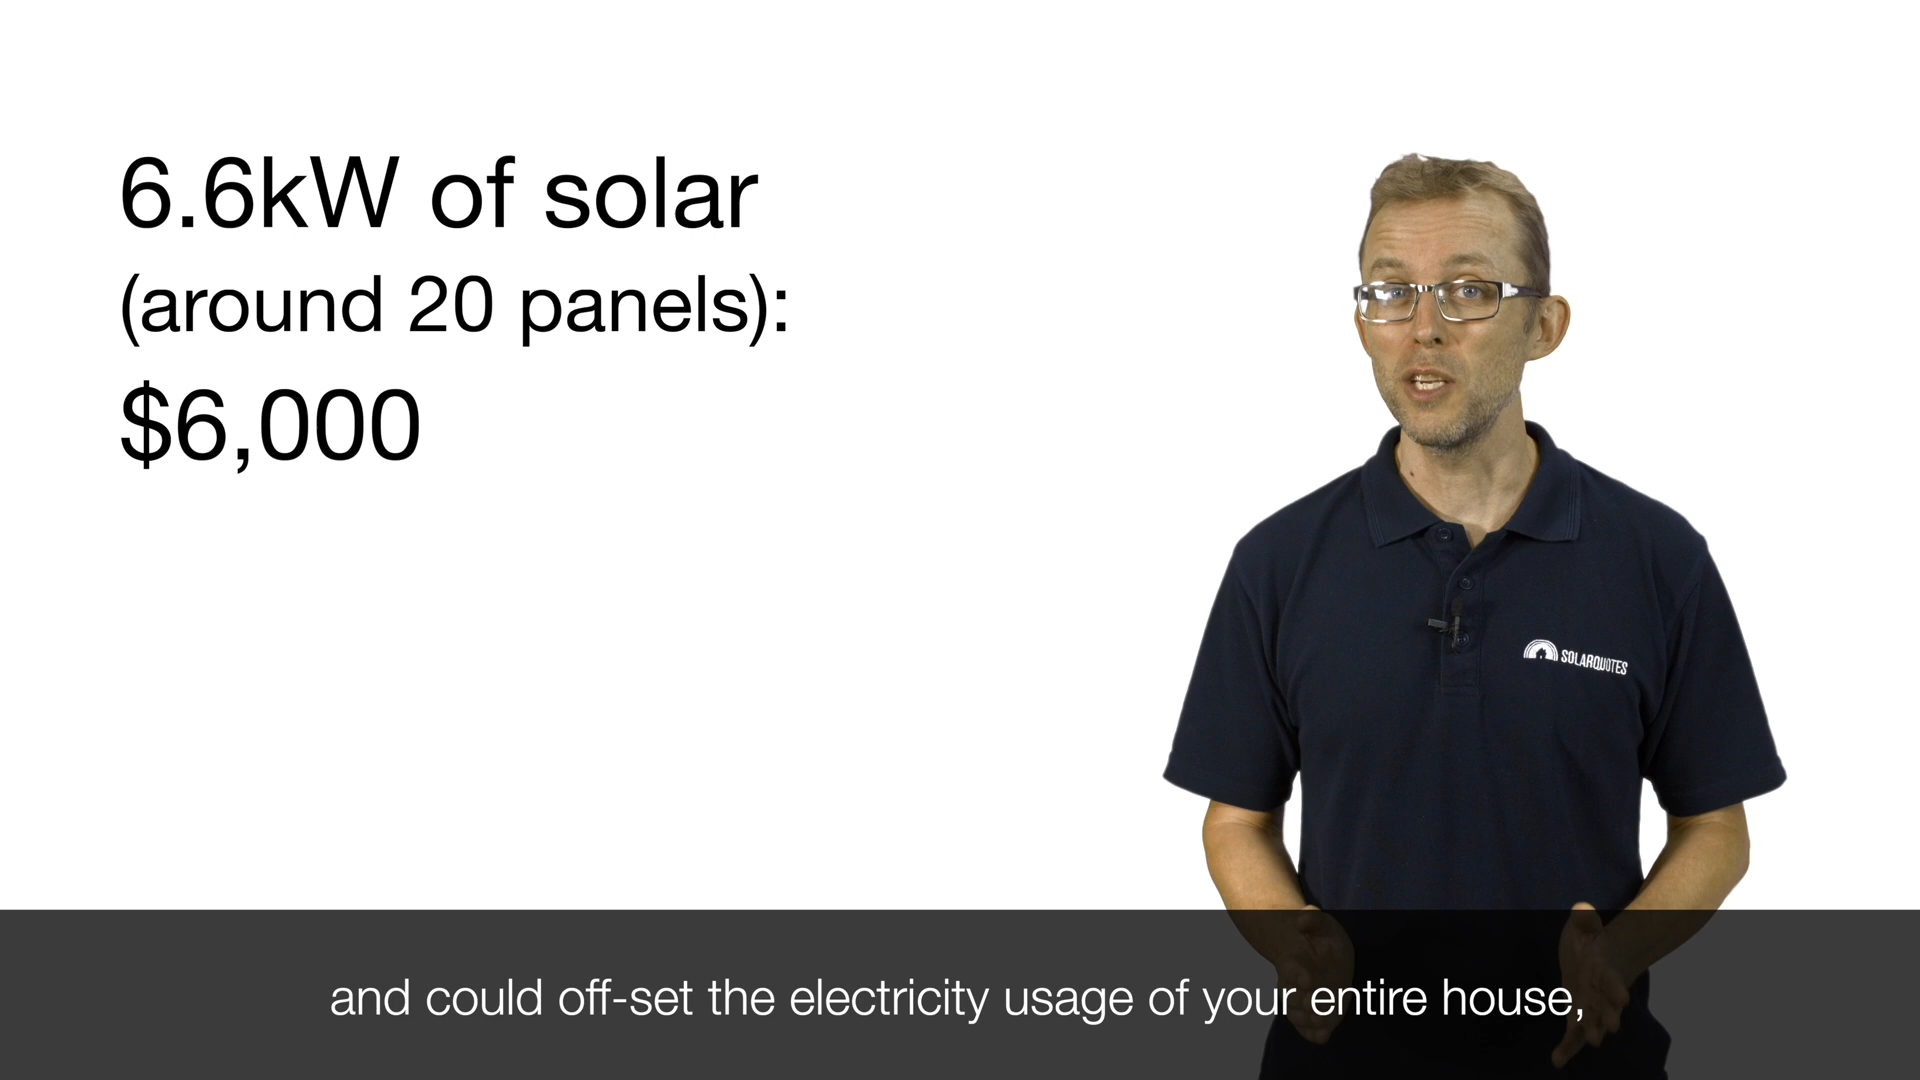 6.6kW of solar
(around 20 panels):
$6,000
SOLARQUOTES
and could off-set the electricity usage of your entire house,